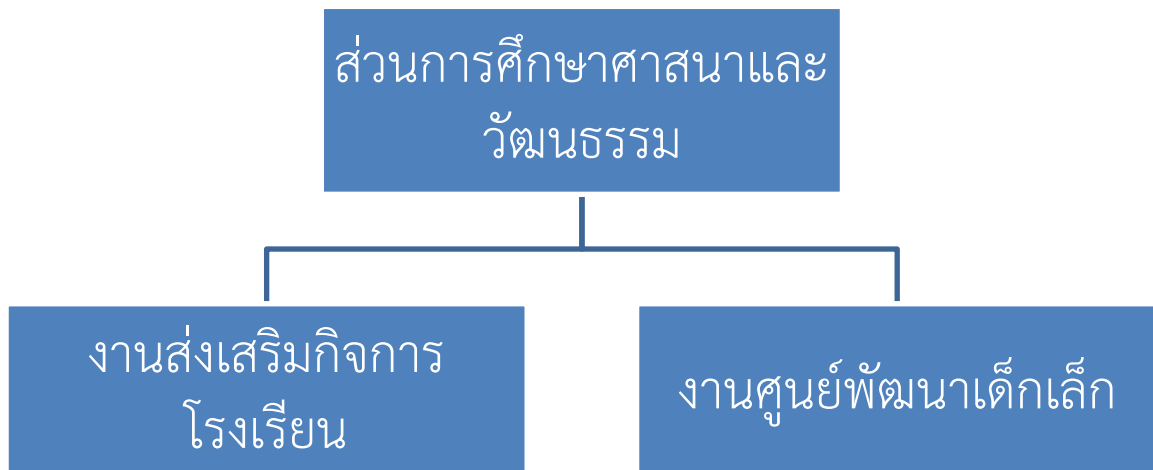 ส่วนการศึกษาศาสนาและ
วัฒนธรรม
งานส่งเสริมกิจการ
โรงเรียน
งานศูนย์พัฒนาเด็กเล็ก